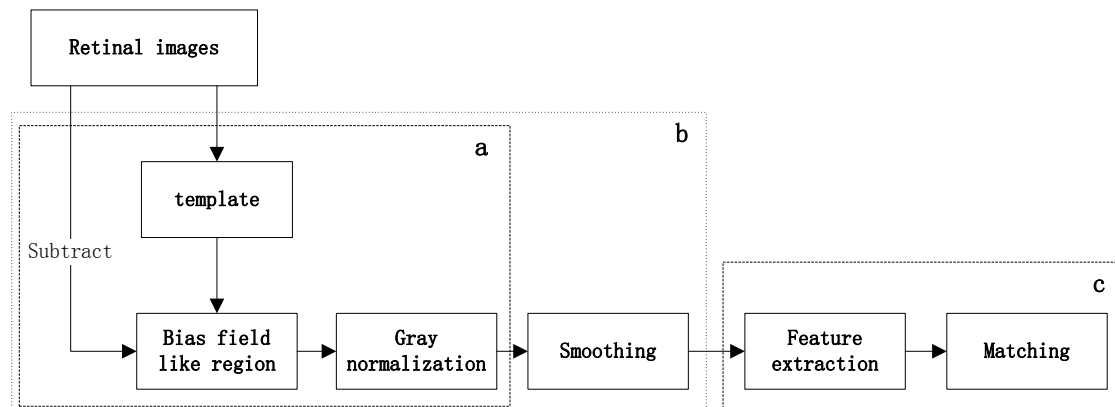 Retinal images
b
a
template
Subtract
c
Bias field
like region
Gray
normalization
Smoothing
Feature
extraction
Matching